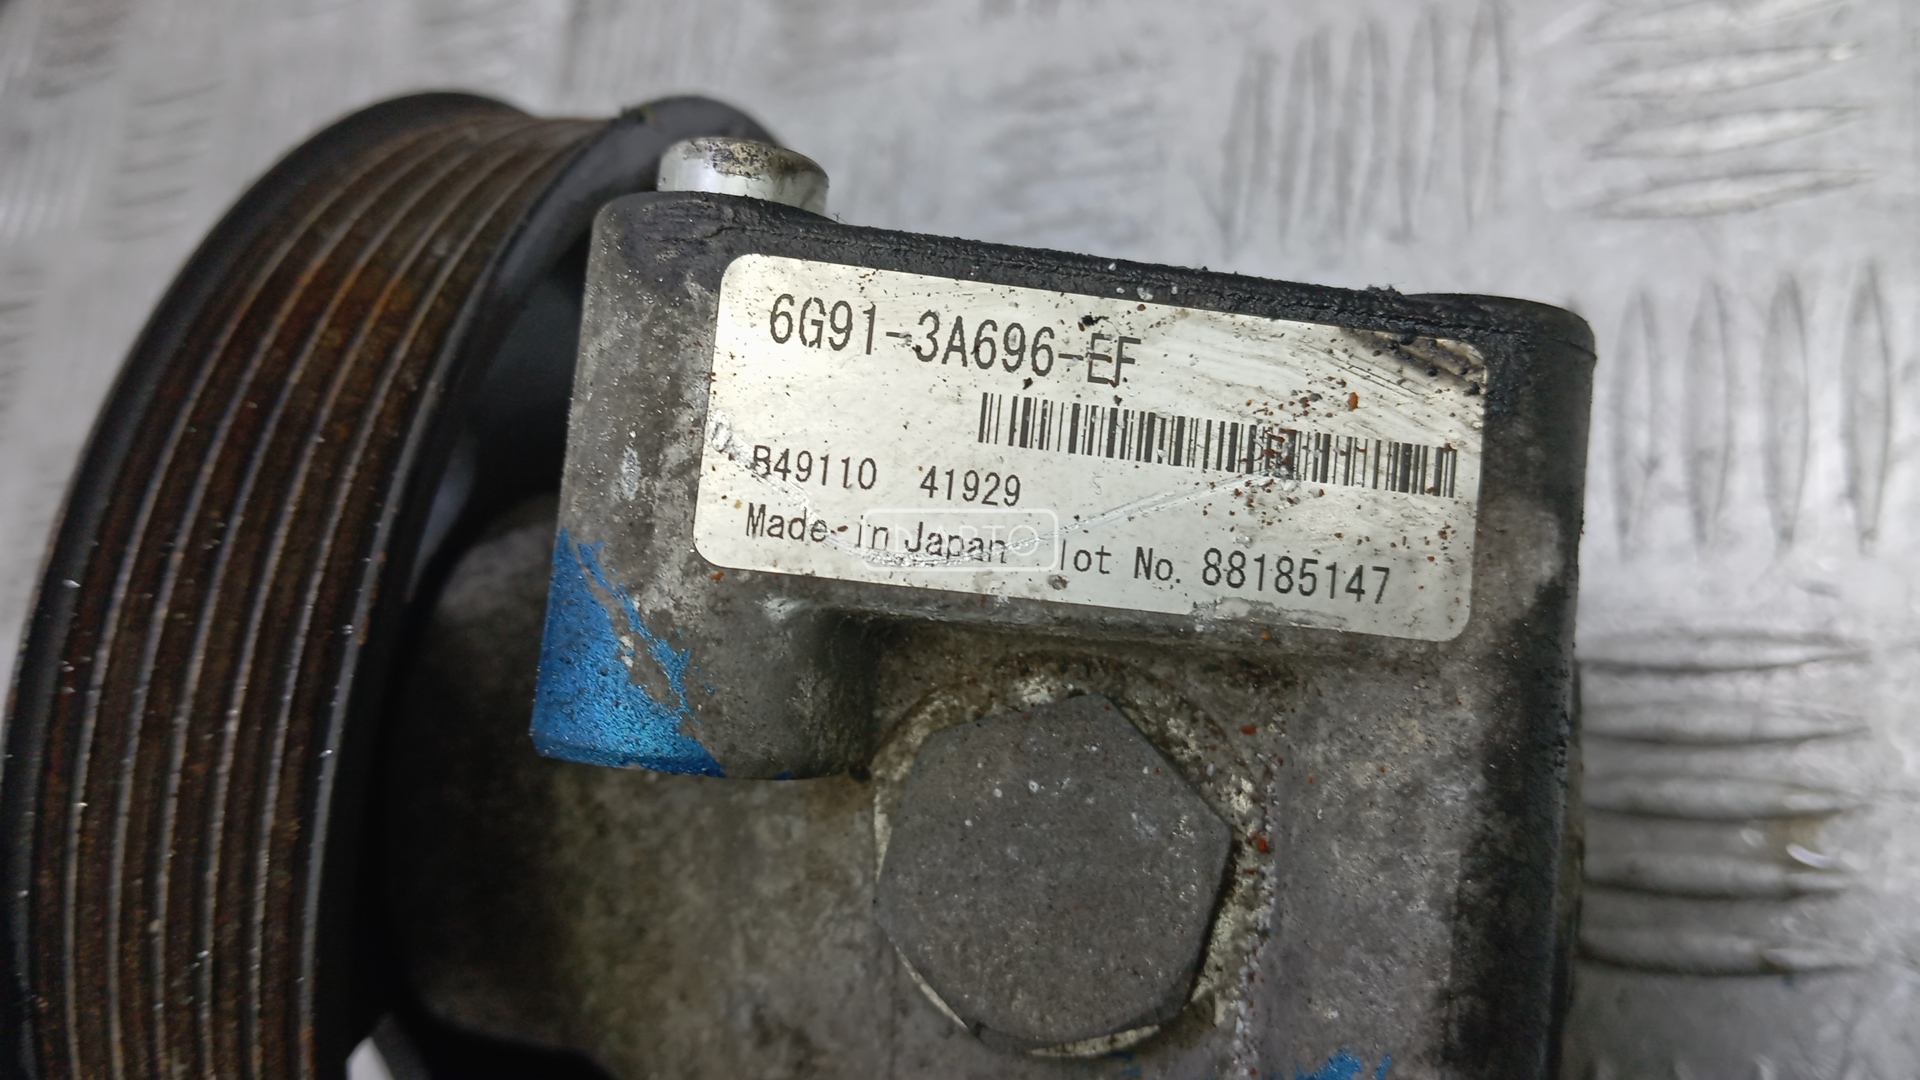 6G91-3A696-EF
B49110 41929
Made in Japan lot No. 88185147